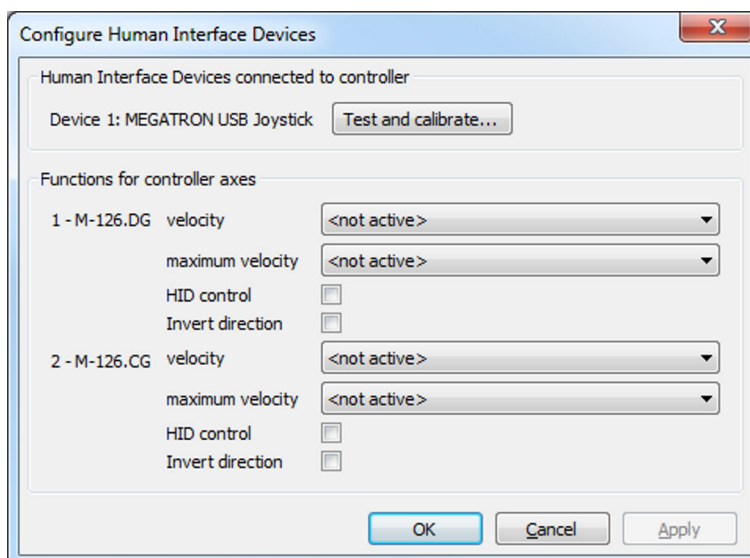 Configure Human Interface Devices
Human Interface Devices connected to controller
Device 1: MEGATRON USB Joystick Test and calibrate...
Functions for controller axes
1 - M-126.DG velocity <not active>
maximum velocity <not active>
HID control
Invert direction
2 - M-126.CG velocity <not active>
maximum velocity <not active>
HID control
Invert direction
OK Cancel Apply